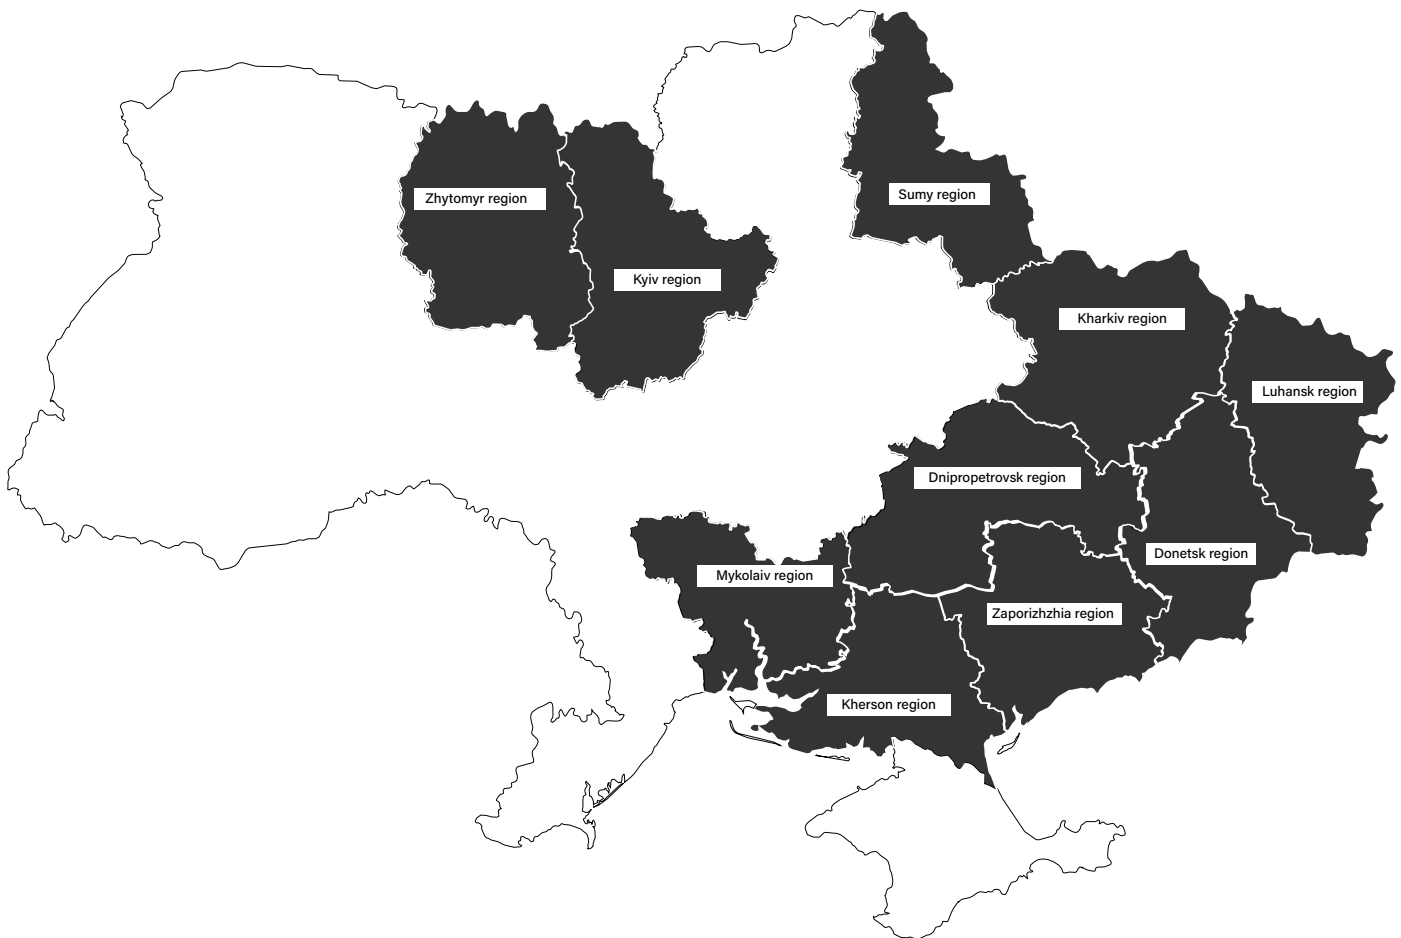 Sumy region
Zhytomyr region
Kyiv region
Kharkiv region
Luhansk region
Dnipropetrovsk region
Donetsk region
Mykolaiv region
Zaporizhzhia region
Kherson region